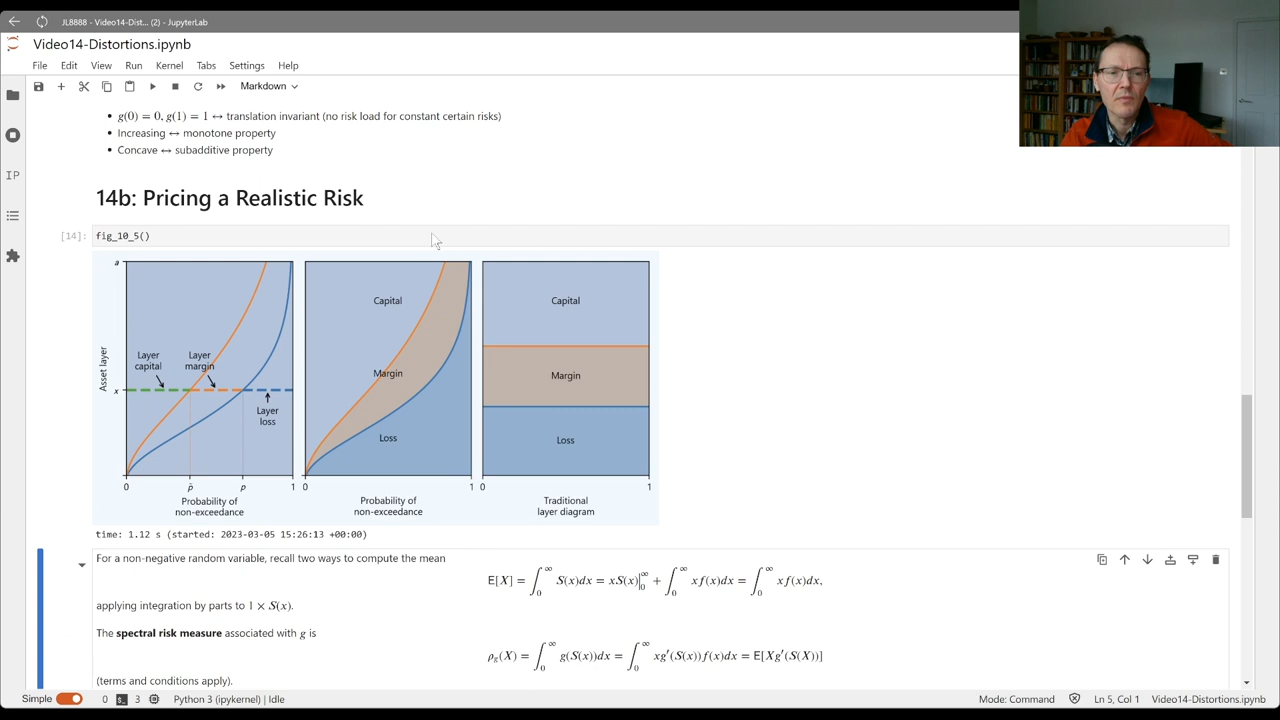 JL8888 - Video14-Dist... (2) - JupyterLab
Video14-Distortions.ipynb
File Edit View Run Kernel Tabs Settings Help
Markdown
• g(0) = 0, g(1) = 1 ↔ translation invariant (no risk load for constant certain risks)
• Increasing ↔ monotone property
• Concave ↔ subadditive property
14b: Pricing a Realistic Risk
[14]: fig_10_5()
a
Capital
Capital
Asset layer
Layer capital
Layer margin
x
Margin
Margin
Layer loss
Loss
Loss
0 p̃ p 1
0 1
0 1
Probability of non-exceedance
Probability of non-exceedance
Traditional layer diagram
time: 1.12 s (started: 2023-03-05 15:26:13 +00:00)
For a non-negative random variable, recall two ways to compute the mean
E[X] = ∫₀^∞ S(x)dx = xS(x)|₀^∞ + ∫₀^∞ xf(x)dx = ∫₀^∞ xf(x)dx,
applying integration by parts to 1 × S(x).
The spectral risk measure associated with g is
ρg(X) = ∫₀^∞ g(S(x))dx = ∫₀^∞ xg′(S(x))f(x)dx = E[Xg′(S(X))]
(terms and conditions apply).
Simple 0 3 Python 3 (ipykernel) | Idle Mode: Command Ln 5, Col 1 Video14-Distortions.ipynb
IP